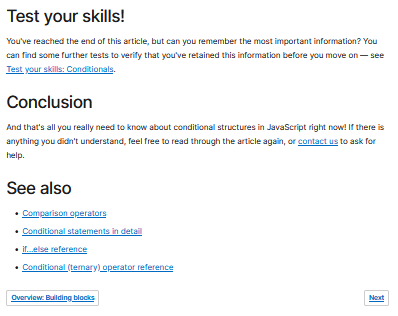 Test your skills!
You've reached the end of this article, but can you remember the most important information? You
can find some further tests to verify that you've retained this information before you move on — see
Test your skills: Conditionals.
Conclusion
And that's all you really need to know about conditional structures in JavaScript right now! If there is
anything you didn't understand, feel free to read through the article again, or contact us to ask for
help.
See also
• Comparison operators
• Conditional statements in detail
• if...else reference
• Conditional (ternary) operator reference
Overview: Building blocks
Next